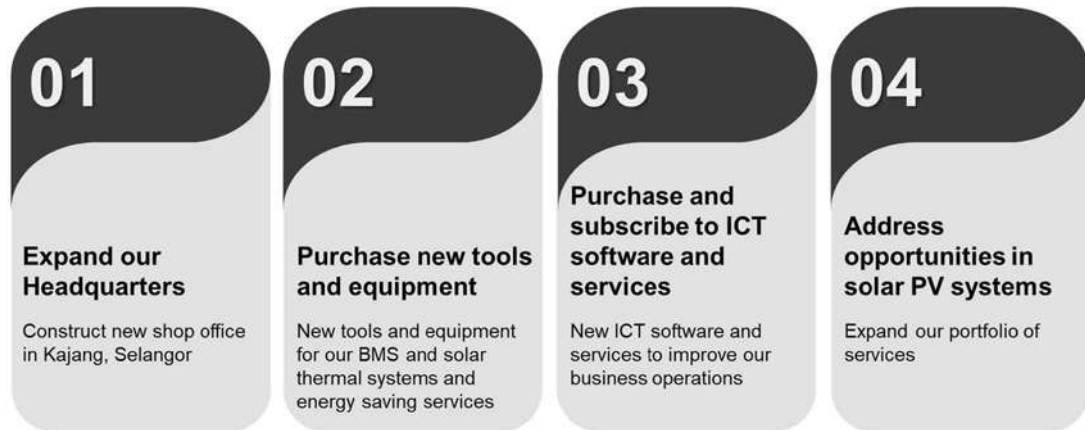 01
Expand our
Headquarters
Construct new shop office
in Kajang, Selangor
02
Purchase new tools
and equipment
New tools and equipment
for our BMS and solar
thermal systems and
energy saving services
03
Purchase and
subscribe to ICT
software and
services
New ICT software and
services to improve our
business operations
04
Address
opportunities in
solar PV systems
Expand our portfolio of
services